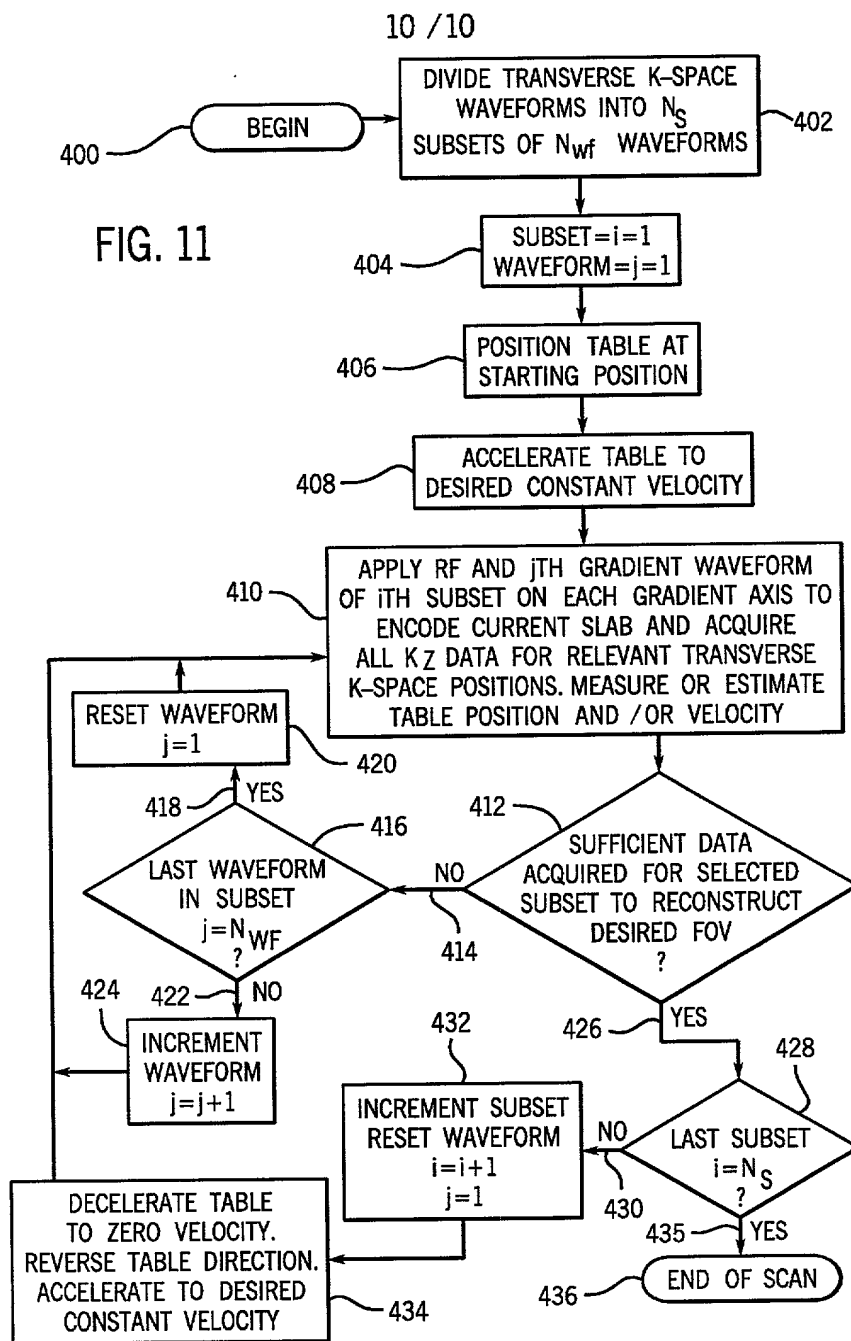 10 /10
400
BEGIN
DIVIDE TRANSVERSE K-SPACE
WAVEFORMS INTO NS
SUBSETS OF Nwf WAVEFORMS
402
FIG. 11
404
SUBSET=i=1
WAVEFORM=j=1
406
POSITION TABLE AT
STARTING POSITION
408
ACCELERATE TABLE TO
DESIRED CONSTANT VELOCITY
410
APPLY RF AND jTH GRADIENT WAVEFORM
OF iTH SUBSET ON EACH GRADIENT AXIS TO
ENCODE CURRENT SLAB AND ACQUIRE
ALL KZ DATA FOR RELEVANT TRANSVERSE
K-SPACE POSITIONS. MEASURE OR ESTIMATE
TABLE POSITION AND /OR VELOCITY
RESET WAVEFORM
j=1
420
418
YES
416
LAST WAVEFORM
IN SUBSET
j=NWF
?
NO
414
412
SUFFICIENT DATA
ACQUIRED FOR SELECTED
SUBSET TO RECONSTRUCT
DESIRED FOV
?
422
NO
424
INCREMENT
WAVEFORM
j=j+1
426
YES
432
INCREMENT SUBSET
RESET WAVEFORM
i=i+1
j=1
NO
430
428
LAST SUBSET
i=NS
?
435
YES
DECELERATE TABLE
TO ZERO VELOCITY.
REVERSE TABLE DIRECTION.
ACCELERATE TO DESIRED
CONSTANT VELOCITY
434
436
END OF SCAN